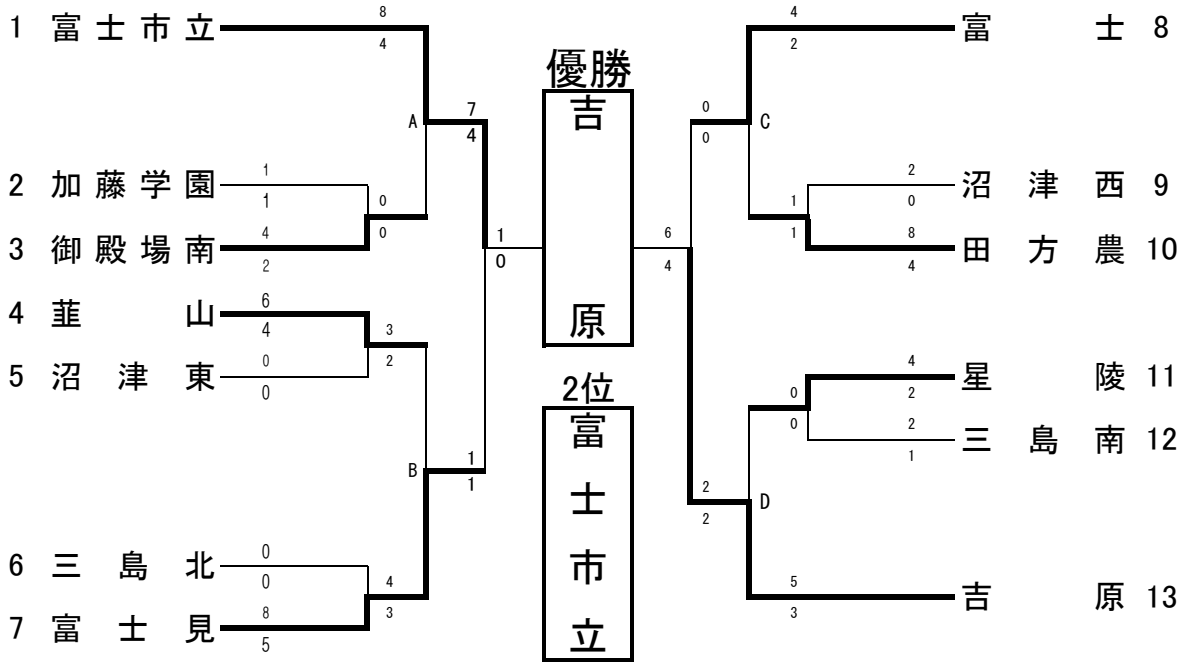 1 富士市立
8
4
A
7
4
2 加藤学園
1
1
0
0
3 御殿場南
4
2
4 韮山
6
4
3
2
5 沼津東
0
0
1
0
B
1
1
6 三島北
0
0
4
3
7 富士見
8
5
優勝
吉原
2位
富士市立
4
2
富士 8
0
0
C
2
0
沼津西 9
1
1
8
4
田方農 10
6
4
4
2
星陵 11
0
0
2
1
三島南 12
2
2
D
5
3
吉原 13